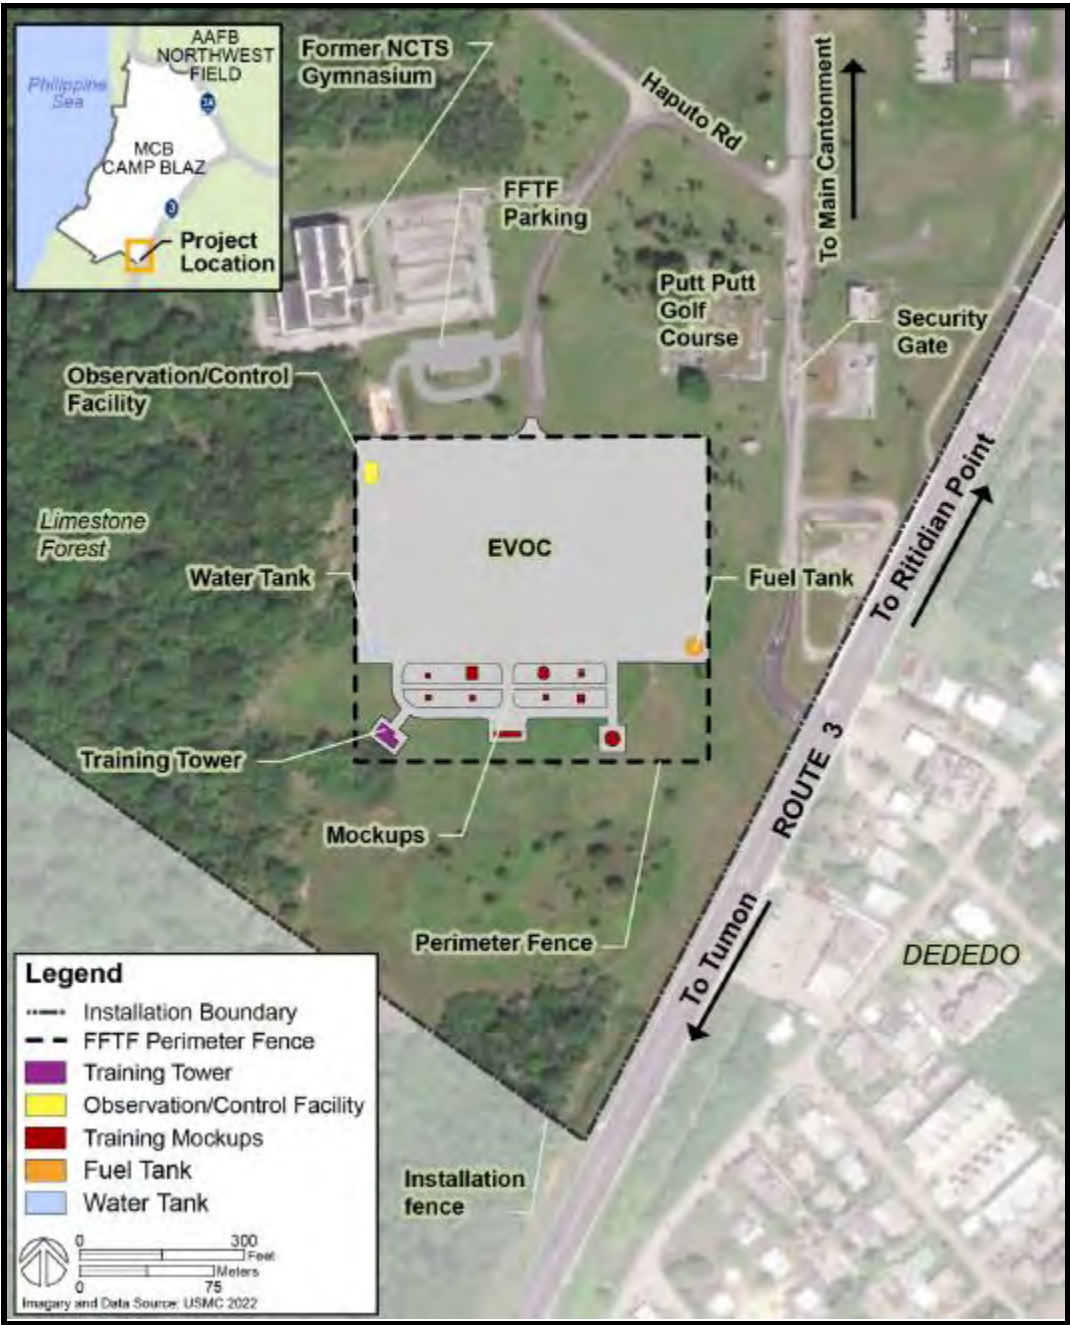 AAFB
NORTHWEST
FIELD
Philippine
Sea
3A
MCB
CAMP BLAZ
3
Project
Location
Former NCTS
Gymnasium
Haputo Rd
To Main Cantonment
FFTF
Parking
Putt Putt
Golf
Course
Security
Gate
Observation/Control
Facility
Limestone
Forest
EVOC
Water Tank
Fuel Tank
To Ritidian Point
Training Tower
ROUTE 3
Mockups
Perimeter Fence
To Tumon
DEDEDO
Installation
fence
Legend
Installation Boundary
FFTF Perimeter Fence
Training Tower
Observation/Control Facility
Training Mockups
Fuel Tank
Water Tank
0 300
Feet
Meters
0 75
Imagary and Data Source: USMC 2022